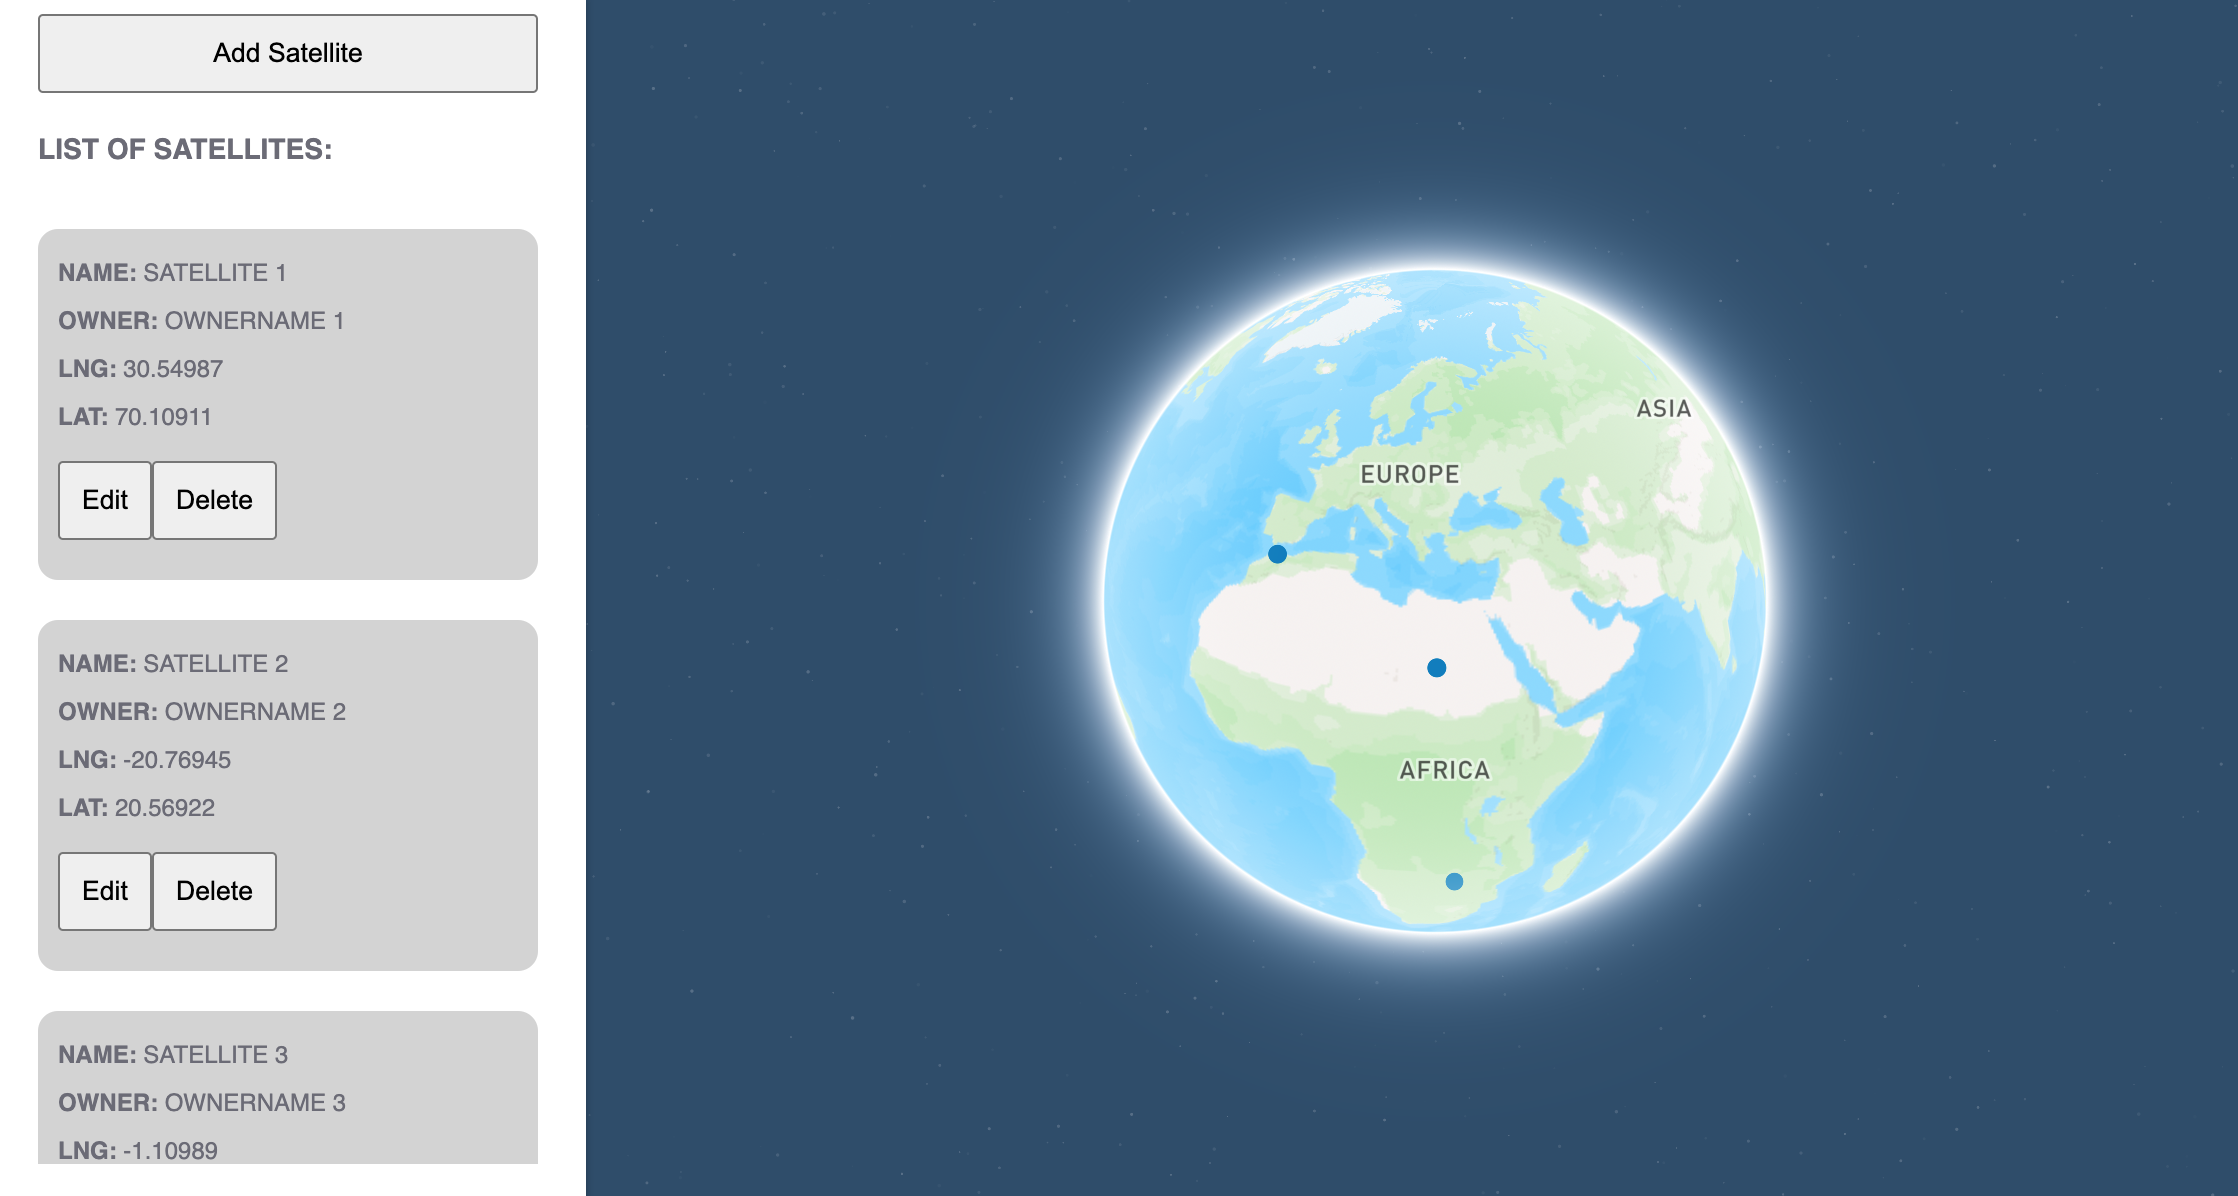 Add Satellite
LIST OF SATELLITES:
NAME: SATELLITE 1
OWNER: OWNERNAME 1
LNG: 30.54987
LAT: 70.10911
Edit Delete
NAME: SATELLITE 2
OWNER: OWNERNAME 2
LNG: -20.76945
LAT: 20.56922
Edit Delete
NAME: SATELLITE 3
OWNER: OWNERNAME 3
LNG: -1.10989
ASIA
EUROPE
AFRICA